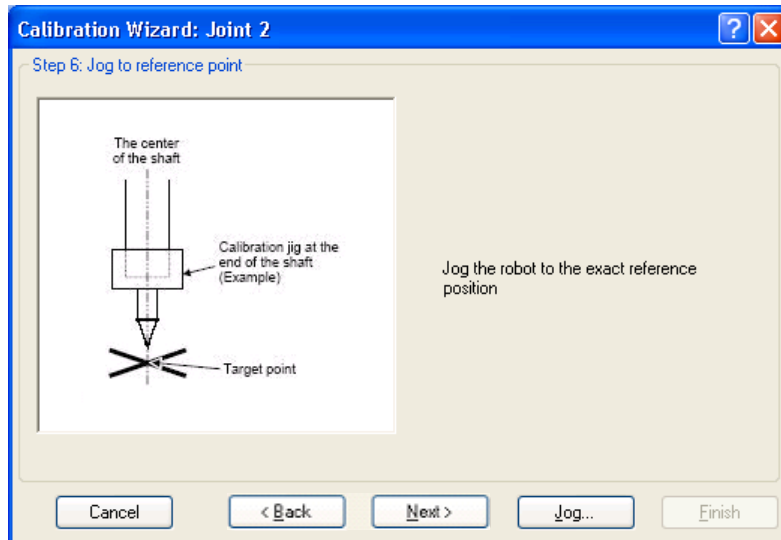 Calibration Wizard: Joint 2
Step 6: Jog to reference point
The center
of the shaft
Calibration jig at the
end of the shaft
(Example)
Target point
Jog the robot to the exact reference
position
Cancel
< Back
Next >
Jog...
Finish